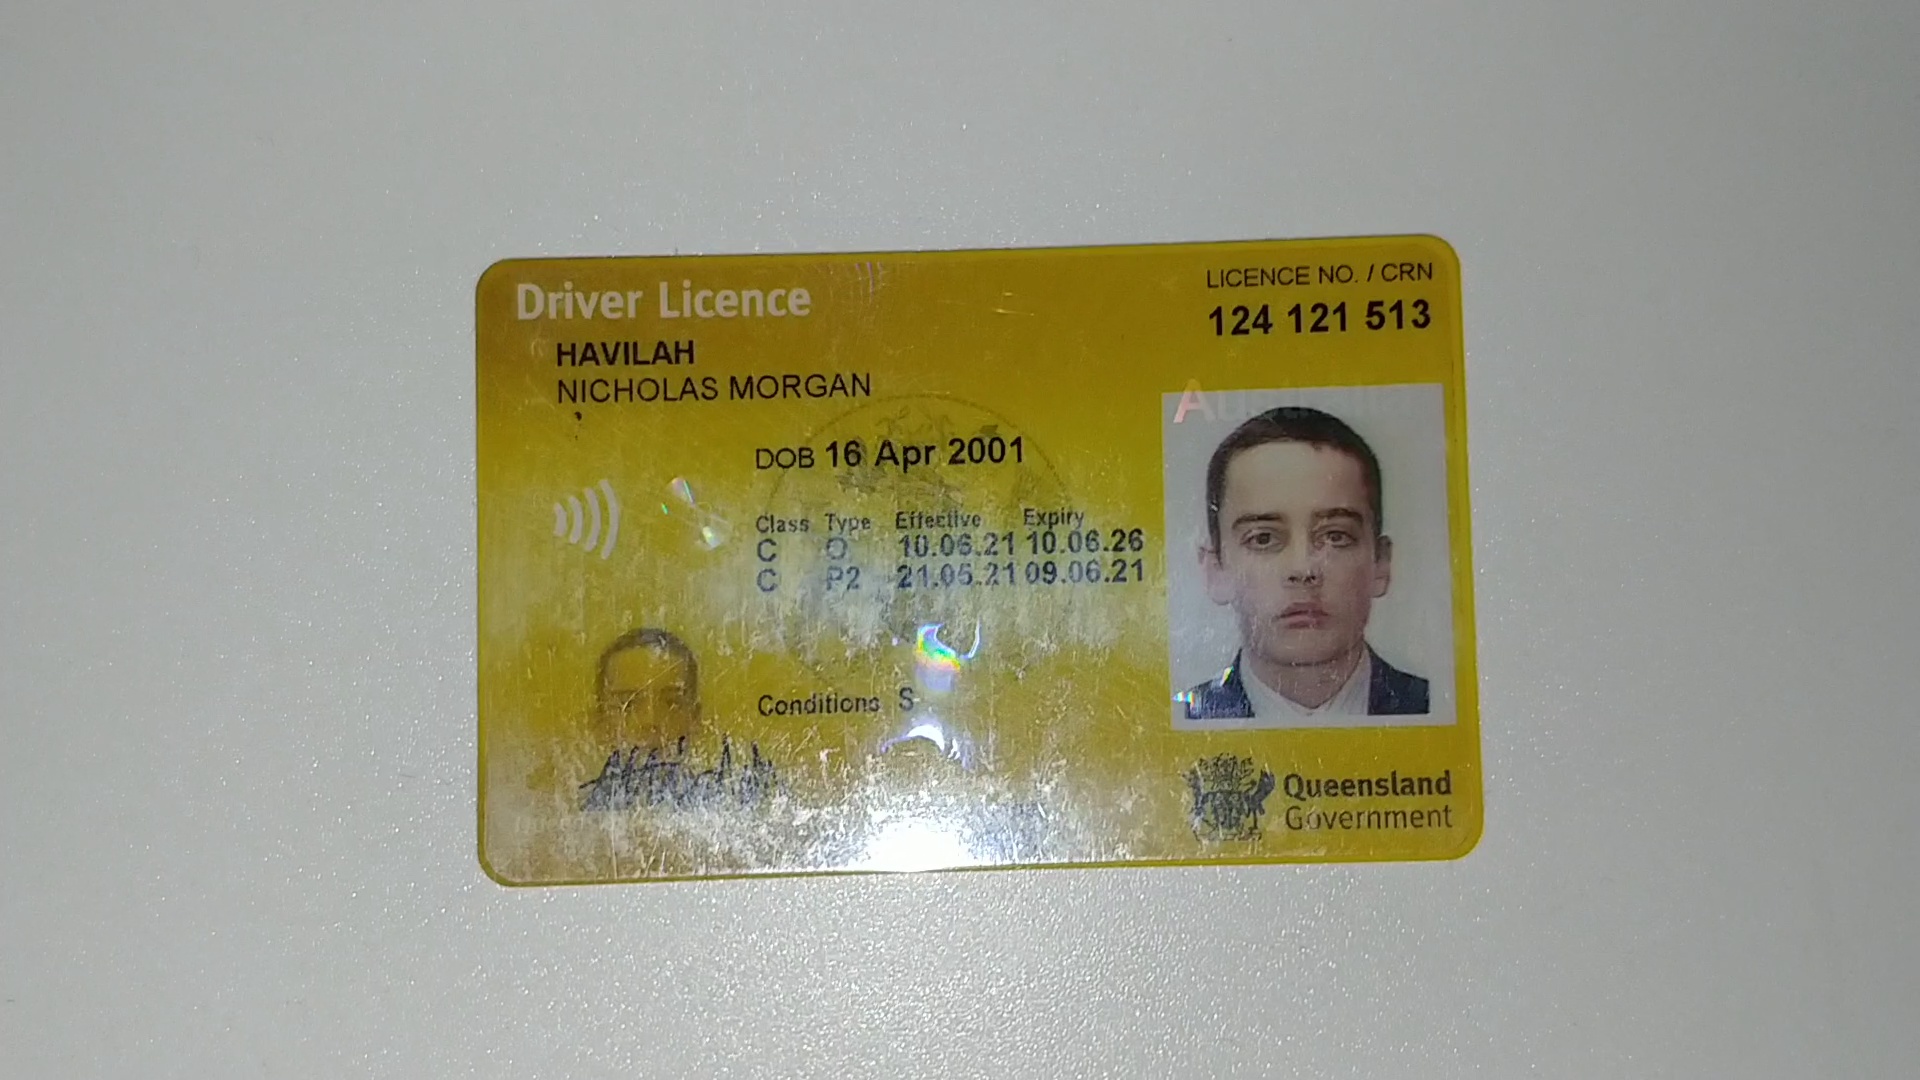 Driver Licence
LICENCE NO. / CRN
124 121 513
HAVILAH
NICHOLAS MORGAN
DOB 16 Apr 2001
Class Type Effective Expiry
C O 10.06.21 10.06.26
C P2 21.05.21 09.06.21
Conditions S
Australia
Queensland
Government